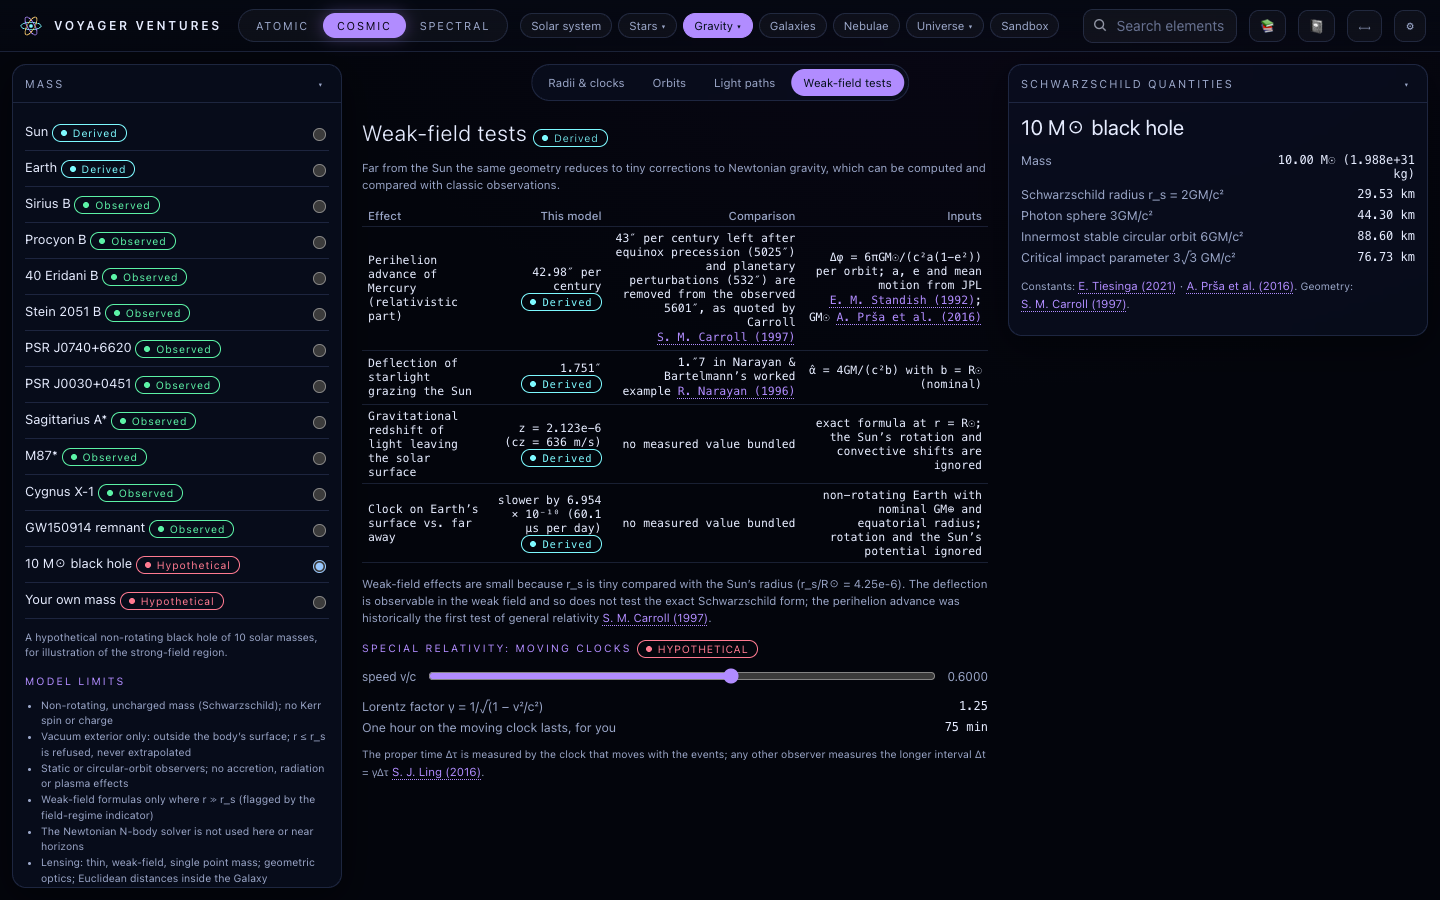 VOYAGER VENTURES
ATOMIC COSMIC SPECTRAL
Solar system Stars ▾ Gravity ▾ Galaxies Nebulae Universe ▾ Sandbox
Search elements
MASS ▾
Sun Derived
Earth Derived
Sirius B Observed
Procyon B Observed
40 Eridani B Observed
Stein 2051 B Observed
PSR J0740+6620 Observed
PSR J0030+0451 Observed
Sagittarius A* Observed
M87* Observed
Cygnus X-1 Observed
GW150914 remnant Observed
10 M☉ black hole Hypothetical
Your own mass Hypothetical
A hypothetical non-rotating black hole of 10 solar masses,
for illustration of the strong-field region.
MODEL LIMITS
• Non-rotating, uncharged mass (Schwarzschild); no Kerr
spin or charge
• Vacuum exterior only: outside the body's surface; r ≤ r_s
is refused, never extrapolated
• Static or circular-orbit observers; no accretion, radiation
or plasma effects
• Weak-field formulas only where r » r_s (flagged by the
field-regime indicator)
• The Newtonian N-body solver is not used here or near
horizons
• Lensing: thin, weak-field, single point mass; geometric
optics; Euclidean distances inside the Galaxy
Radii & clocks Orbits Light paths Weak-field tests
Weak-field tests Derived
Far from the Sun the same geometry reduces to tiny corrections to Newtonian gravity, which can be computed and
compared with classic observations.
Effect This model Comparison Inputs
Perihelion
advance of
Mercury
(relativistic
part)
42.98″ per
century
Derived
43″ per century left after
equinox precession (5025″)
and planetary
perturbations (532″) are
removed from the observed
5601″, as quoted by
Carroll
S. M. Carroll (1997)
Δφ = 6πGM☉/(c²a(1−e²))
per orbit; a, e and mean
motion from JPL
E. M. Standish (1992);
GM☉ A. Prša et al. (2016)
Deflection of
starlight
grazing the Sun
1.751″
Derived
1.″7 in Narayan &
Bartelmann’s worked
example R. Narayan (1996)
α̂ = 4GM/(c²b) with b = R☉
(nominal)
Gravitational
redshift of
light leaving
the solar
surface
z = 2.123e−6
(cz = 636 m/s)
Derived
no measured value bundled
exact formula at r = R☉;
the Sun’s rotation and
convective shifts are
ignored
Clock on Earth’s
surface vs. far
away
slower by 6.954
× 10⁻¹⁰ (60.1
µs per day)
Derived
no measured value bundled
non−rotating Earth with
nominal GM⊕ and
equatorial radius;
rotation and the Sun’s
potential ignored
Weak-field effects are small because r_s is tiny compared with the Sun’s radius (r_s/R☉ = 4.25e-6). The deflection
is observable in the weak field and so does not test the exact Schwarzschild form; the perihelion advance was
historically the first test of general relativity S. M. Carroll (1997).
SPECIAL RELATIVITY: MOVING CLOCKS HYPOTHETICAL
speed v/c 0.6000
Lorentz factor γ = 1/√(1 − v²/c²) 1.25
One hour on the moving clock lasts, for you 75 min
The proper time Δτ is measured by the clock that moves with the events; any other observer measures the longer interval Δt
= γΔτ S. J. Ling (2016).
SCHWARZSCHILD QUANTITIES ▾
10 M☉ black hole
Mass 10.00 M☉ (1.988e+31
kg)
Schwarzschild radius r_s = 2GM/c² 29.53 km
Photon sphere 3GM/c² 44.30 km
Innermost stable circular orbit 6GM/c² 88.60 km
Critical impact parameter 3√3 GM/c² 76.73 km
Constants: E. Tiesinga (2021) · A. Prša et al. (2016). Geometry:
S. M. Carroll (1997).